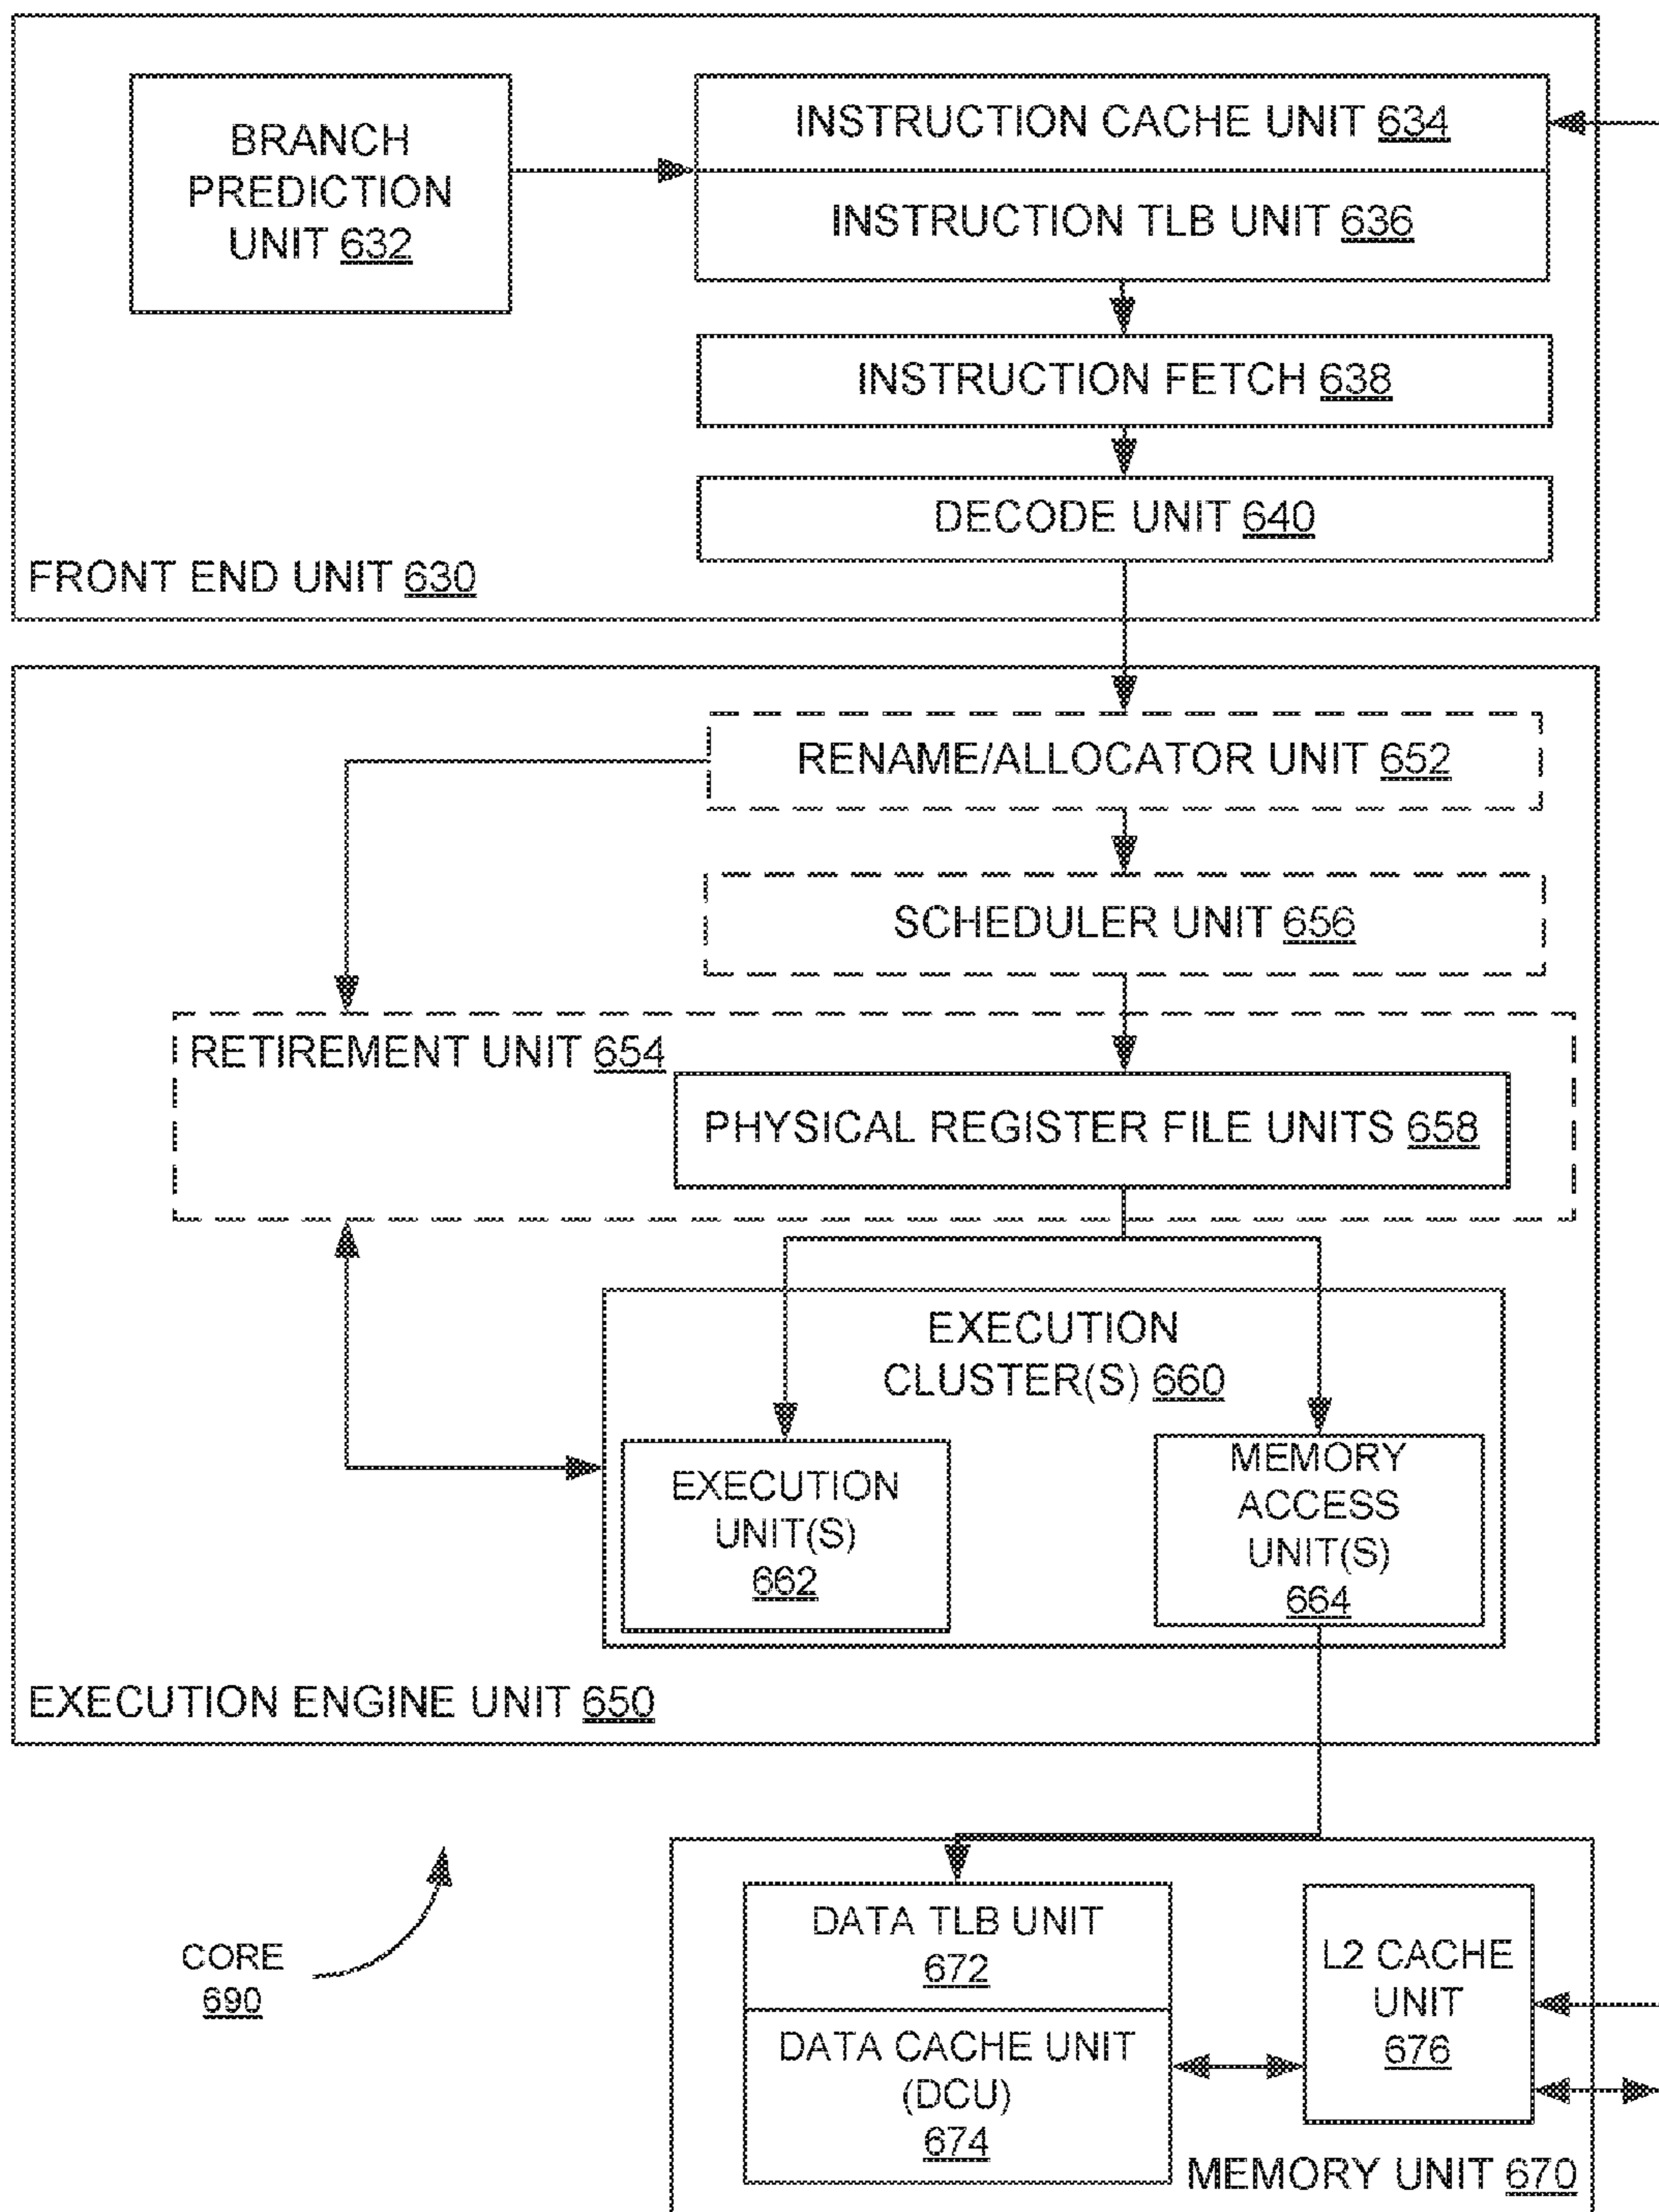 BRANCH
PREDICTION
UNIT 632
INSTRUCTION CACHE UNIT 634
INSTRUCTION TLB UNIT 636
INSTRUCTION FETCH 638
DECODE UNIT 640
FRONT END UNIT 630
RENAME/ALLOCATOR UNIT 652
SCHEDULER UNIT 656
RETIREMENT UNIT 654
PHYSICAL REGISTER FILE UNITS 658
EXECUTION
CLUSTER(S) 660
EXECUTION
UNIT(S)
662
MEMORY
ACCESS
UNIT(S)
664
EXECUTION ENGINE UNIT 650
CORE
690
DATA TLB UNIT
672
DATA CACHE UNIT
(DCU)
674
L2 CACHE
UNIT
676
MEMORY UNIT 670